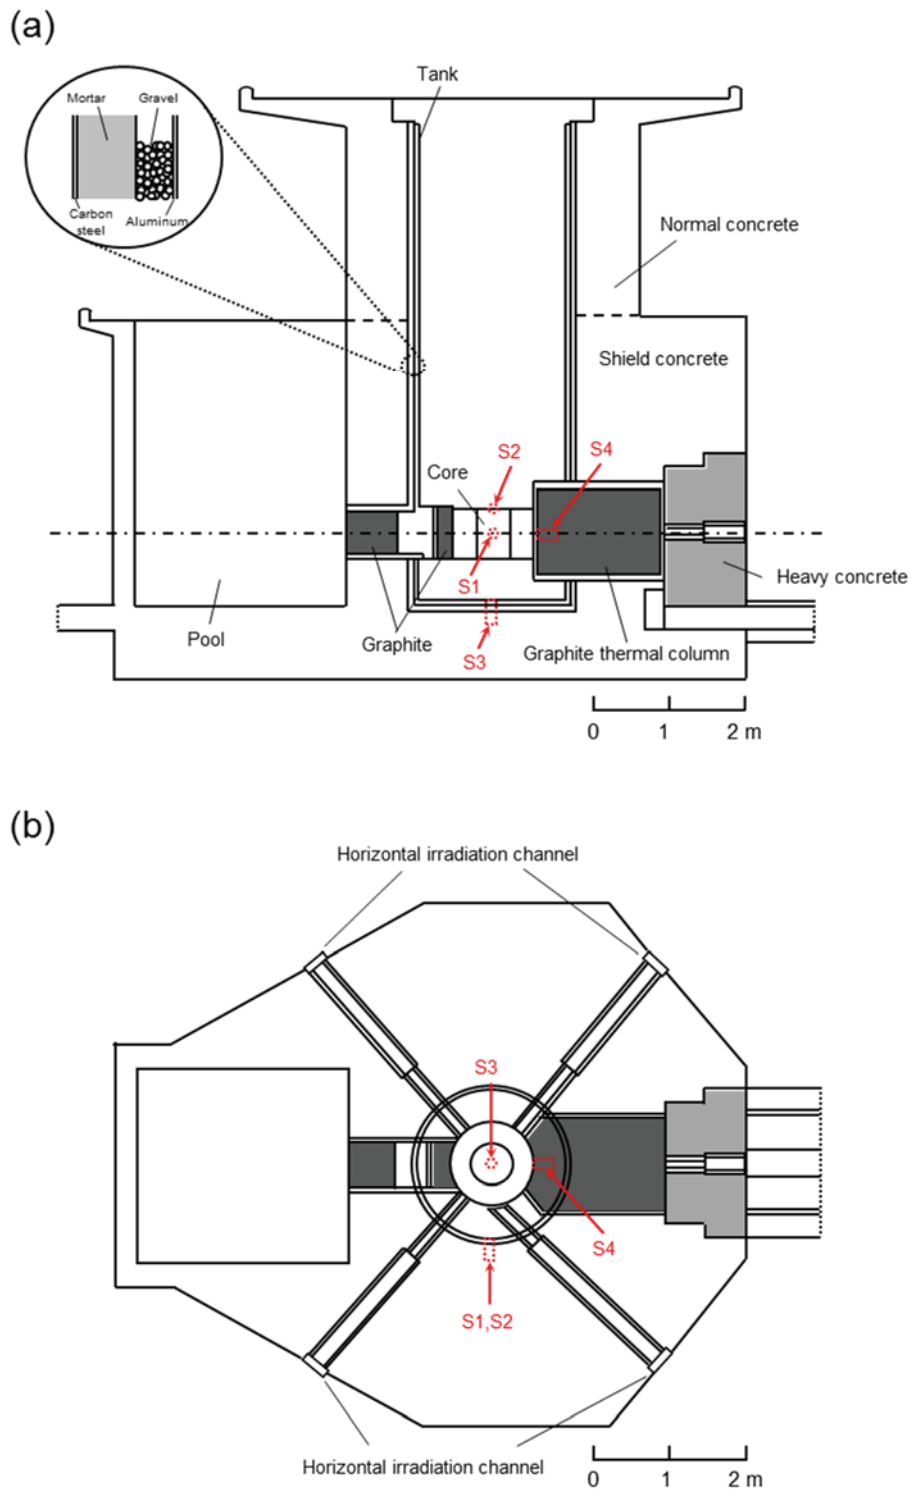 (a)
Tank
Mortar
Gravel
Carbon
steel
Aluminum
Normal concrete
Shield concrete
S2
S4
Core
S1
Heavy concrete
Pool
Graphite
S3
Graphite thermal column
0 1 2 m
(b)
Horizontal irradiation channel
S3
S4
S1,S2
Horizontal irradiation channel
0 1 2 m